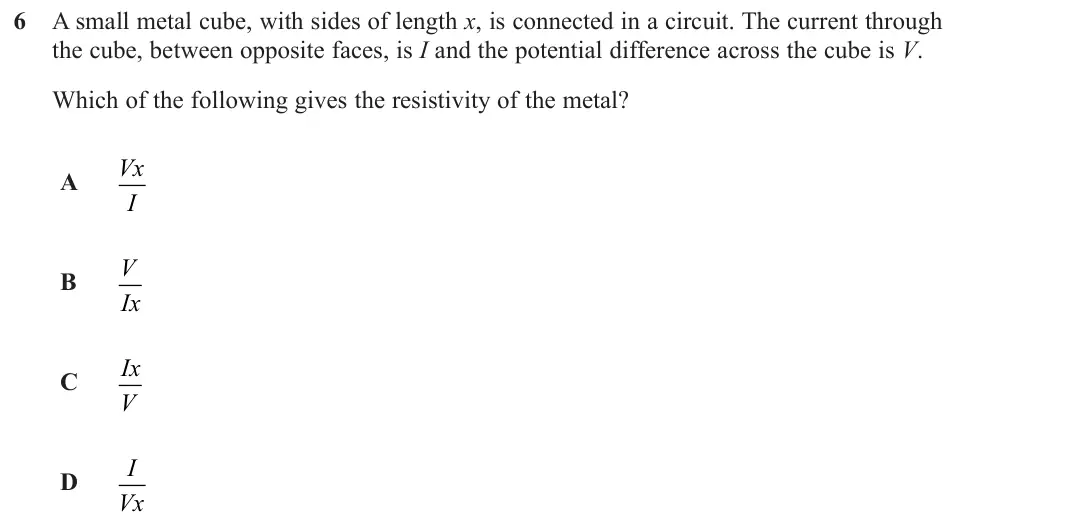 6 A small metal cube, with sides of length x, is connected in a circuit. The current through
the cube, between opposite faces, is I and the potential difference across the cube is V.
Which of the following gives the resistivity of the metal?
A Vx/I
B V/Ix
C Ix/V
D I/Vx